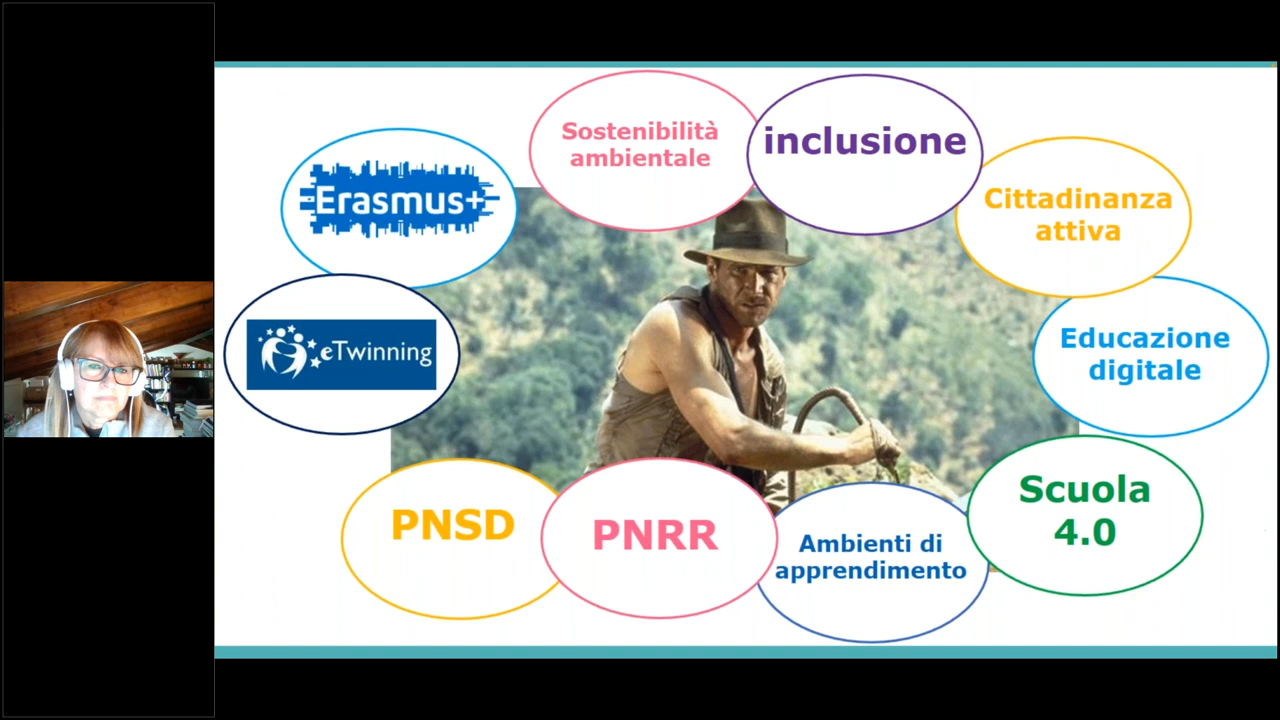 Sostenibilità
ambientale
inclusione
Erasmus+
Cittadinanza
attiva
eTwinning
Educazione
digitale
PNSD
PNRR
Ambienti di
apprendimento
Scuola
4.0